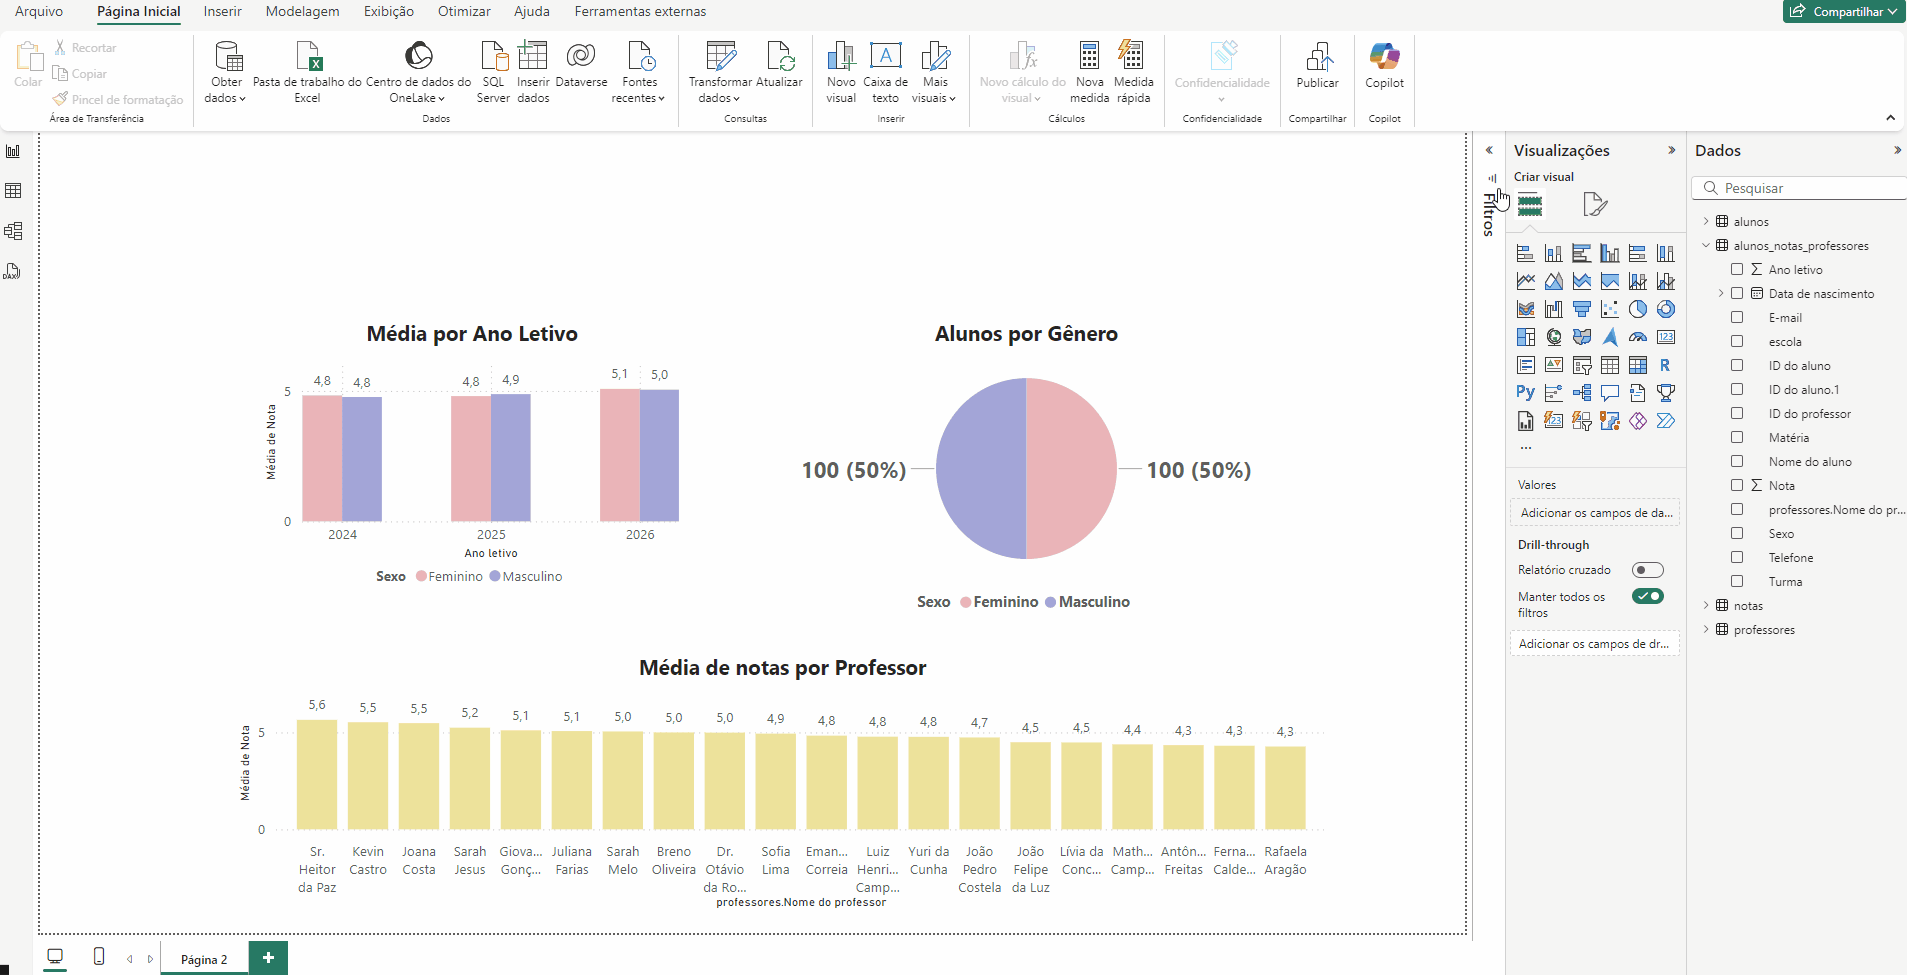 Arquivo Página Inicial Inserir Modelagem Exibição Otimizar Ajuda Ferramentas externas
Compartilhar
Colar
Recortar
Copiar
Pincel de formatação
Área de Transferência
Obter dados
Pasta de trabalho do Excel
Centro de dados do OneLake
SQL Server
Inserir dados
Dataverse
Fontes recentes
Dados
Transformar dados
Atualizar
Consultas
Novo visual
Caixa de texto
Mais visuais
Inserir
Novo cálculo do visual
Nova medida
Medida rápida
Cálculos
Confidencialidade
Confidencialidade
Publicar
Compartilhar
Copilot
Copilot
DAX
Média por Ano Letivo
Média de Nota
5
0
4,8 4,8 4,8 4,9 5,1 5,0
2024 2025 2026
Ano letivo
Sexo Feminino Masculino
Alunos por Gênero
100 (50%) 100 (50%)
Sexo Feminino Masculino
Média de notas por Professor
Média de Nota
5
0
5,6 5,5 5,5 5,2 5,1 5,1 5,0 5,0 5,0 4,9 4,8 4,8 4,8 4,7 4,5 4,5 4,4 4,3 4,3 4,3
Sr. Kevin Joana Sarah Giova... Juliana Sarah Breno Dr. Sofia Eman... Luiz Yuri da João João Lívia da Math... Antôn... Ferna... Rafaela
Heitor Castro Costa Jesus Gonç... Farias Melo Oliveira Otávio Lima Correia Henri... Cunha Pedro Felipe Conc... Camp... Freitas Calde... Aragão
da Paz da Ro... Camp... Costela da Luz
professores.Nome do professor
Página 2
+
Filtros
Visualizações
Criar visual
123
R
Py
123
...
Valores
Adicionar os campos de da...
Drill-through
Relatório cruzado
Manter todos os
filtros
Adicionar os campos de dr...
Dados
Pesquisar
alunos
alunos_notas_professores
Ano letivo
Data de nascimento
E-mail
escola
ID do aluno
ID do aluno.1
ID do professor
Matéria
Nome do aluno
Nota
professores.Nome do pr...
Sexo
Telefone
Turma
notas
professores